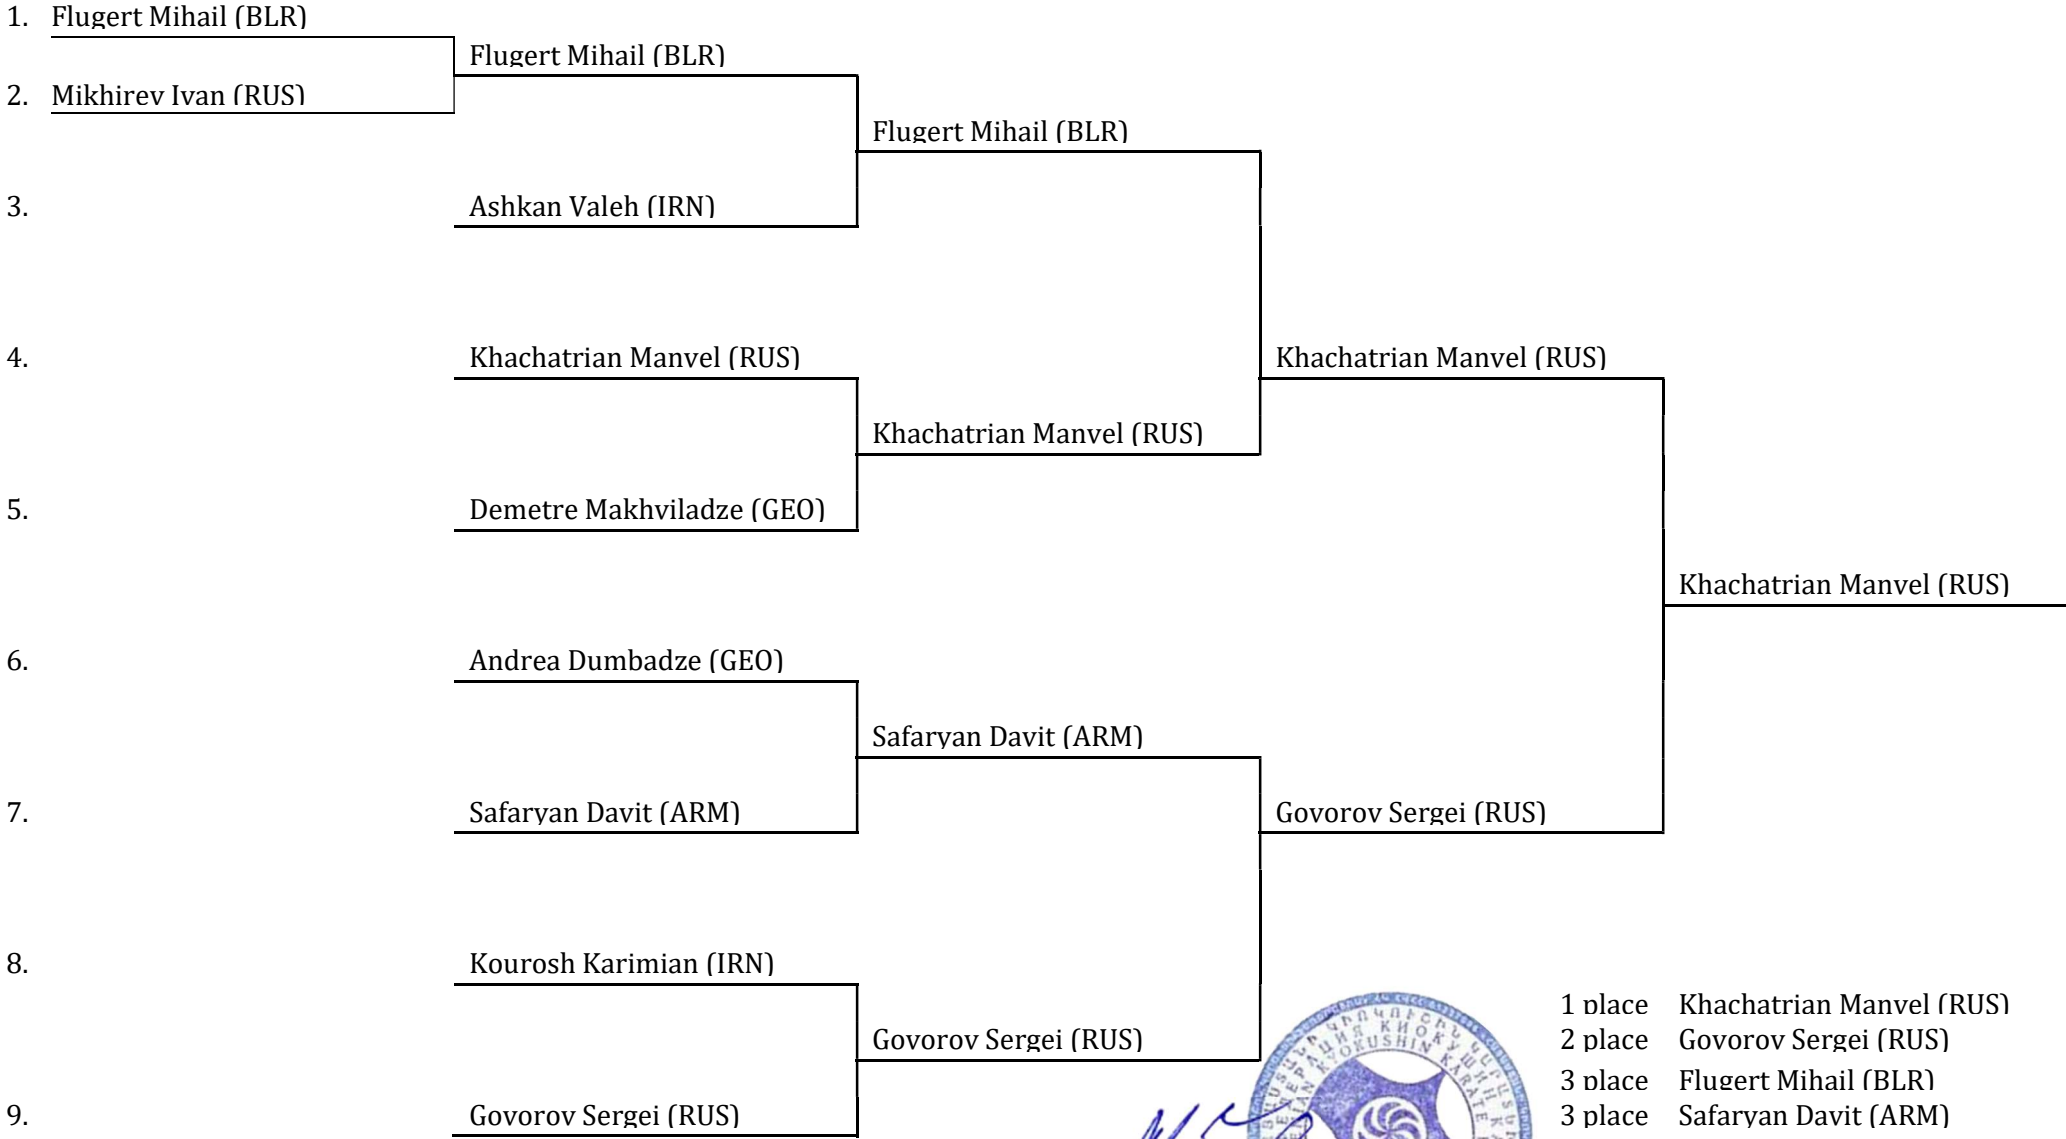 1. Flugert Mihail (BLR)
Flugert Mihail (BLR)
2. Mikhirev Ivan (RUS)
Flugert Mihail (BLR)
3. Ashkan Valeh (IRN)
4. Khachatrian Manvel (RUS)
Khachatrian Manvel (RUS)
Khachatrian Manvel (RUS)
5. Demetre Makhviladze (GEO)
Khachatrian Manvel (RUS)
6. Andrea Dumbadze (GEO)
Safaryan Davit (ARM)
7. Safaryan Davit (ARM)
Govorov Sergei (RUS)
8. Kourosh Karimian (IRN)
Govorov Sergei (RUS)
9. Govorov Sergei (RUS)
1 place Khachatrian Manvel (RUS)
2 place Govorov Sergei (RUS)
3 place Flugert Mihail (BLR)
3 place Safaryan Davit (ARM)
КИОКУШИН
KYOKUSHIN KARATE